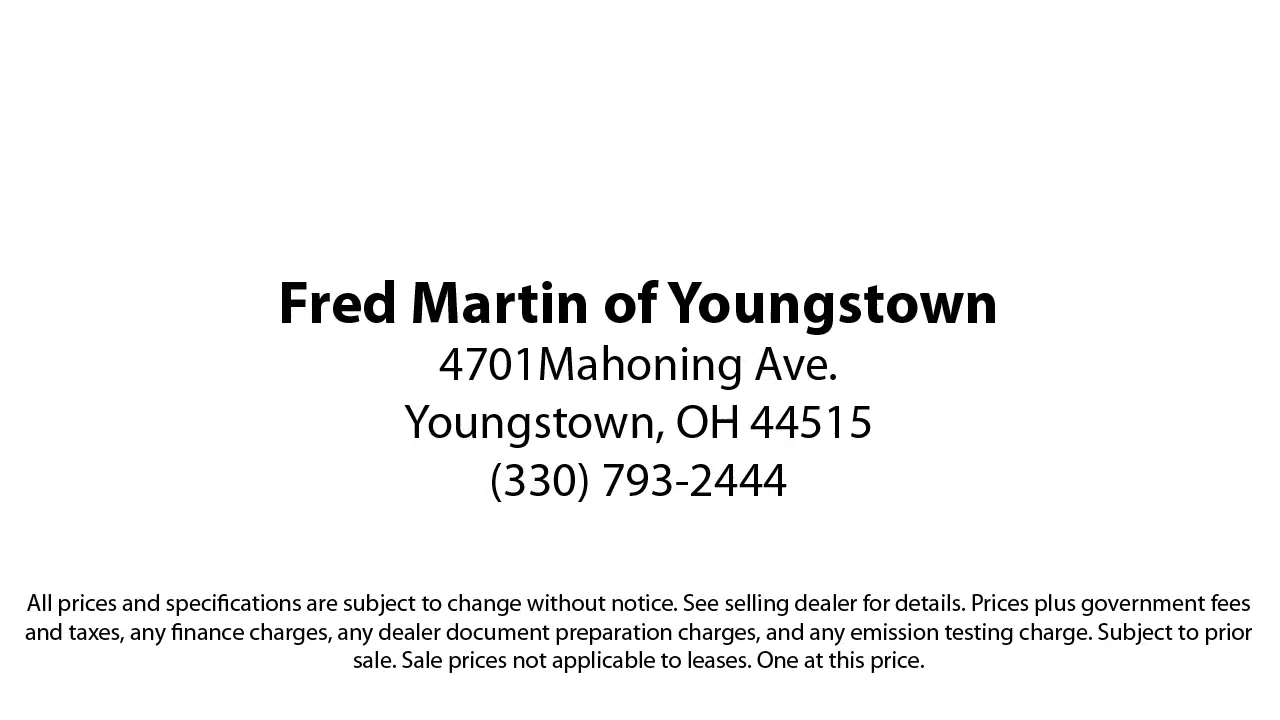 Fred Martin of Youngstown
4701Mahoning Ave.
Youngstown, OH 44515
(330) 793-2444
All prices and specifications are subject to change without notice. See selling dealer for details. Prices plus government fees
and taxes, any finance charges, any dealer document preparation charges, and any emission testing charge. Subject to prior
sale. Sale prices not applicable to leases. One at this price.